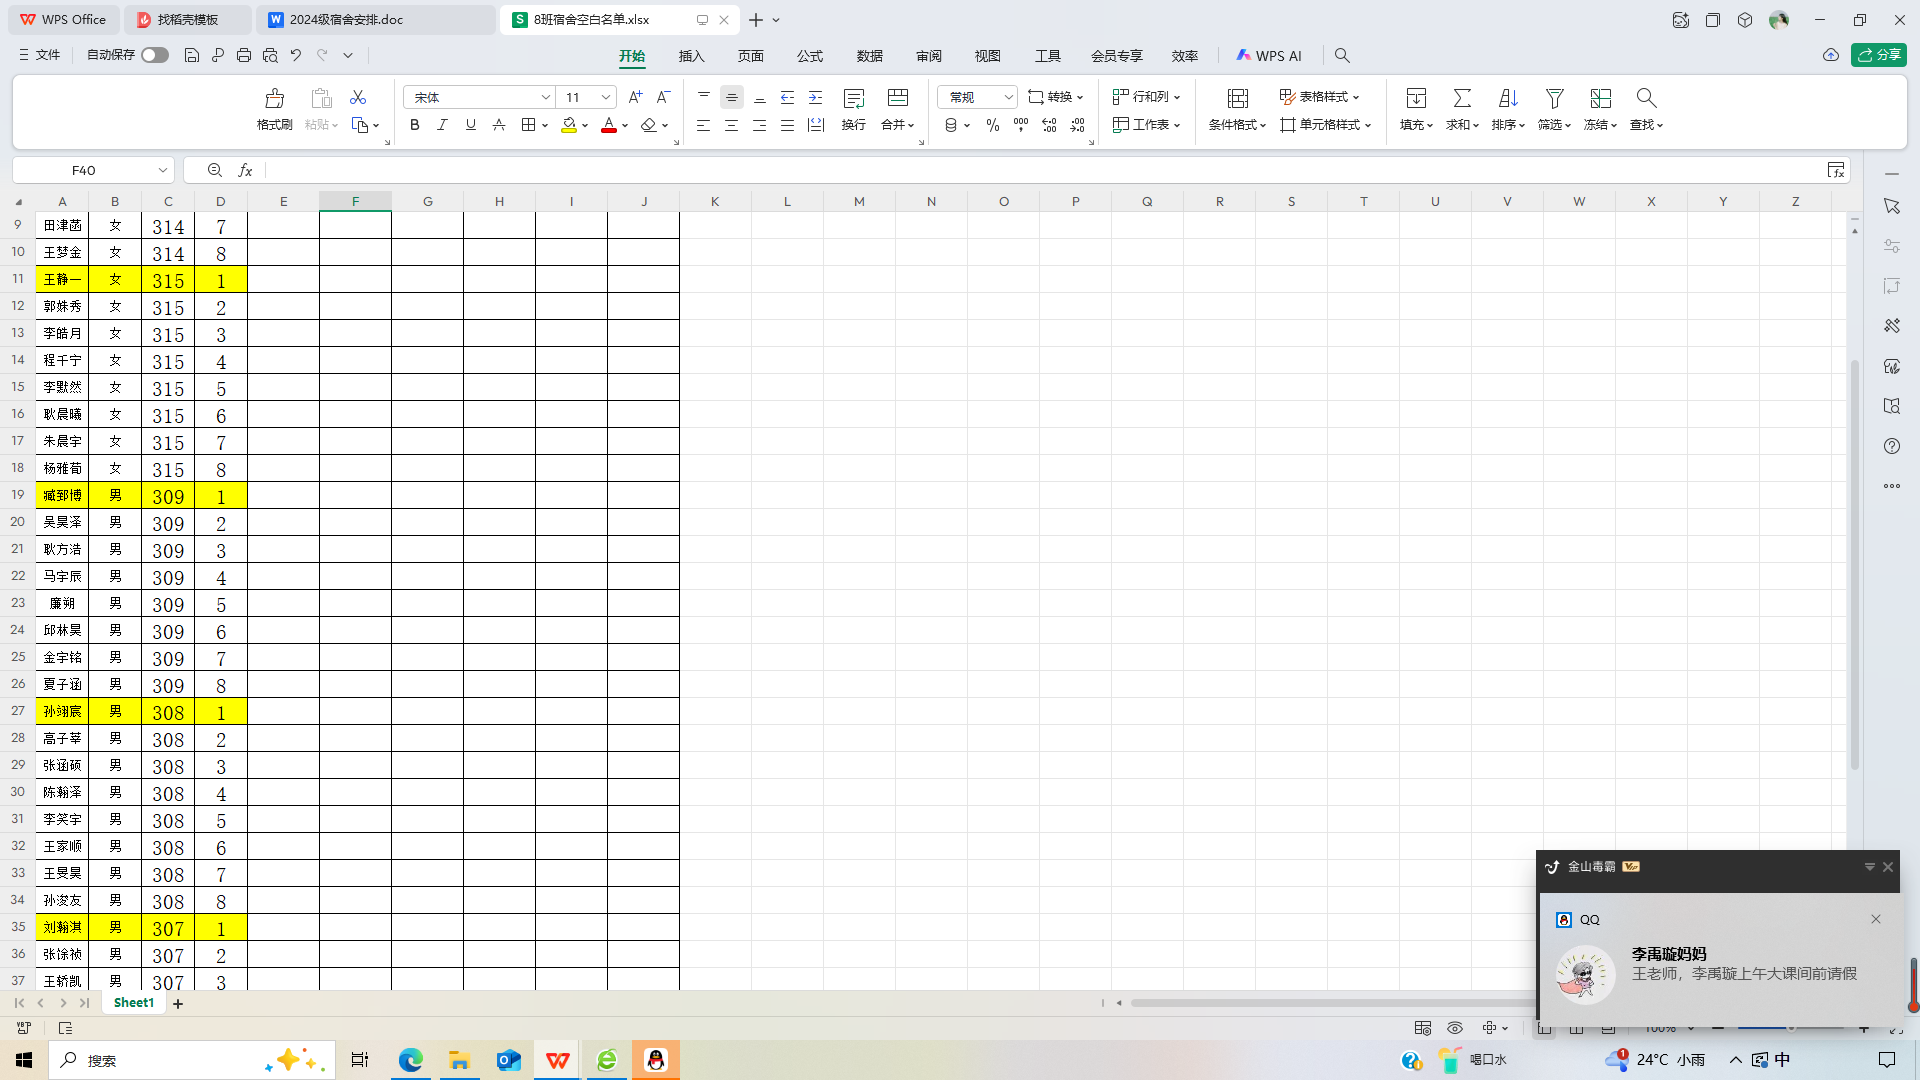 WPS Office
找稻壳模板
2024级宿舍安排.doc
8班宿舍空白名单.xlsx
文件
自动保存
开始
插入
页面
公式
数据
审阅
视图
工具
会员专享
效率
WPS AI
分享
格式刷
粘贴
宋体
11
换行
合并
常规
转换
行和列
工作表
条件格式
表格样式
单元格样式
填充
求和
排序
筛选
冻结
查找
F40
A B C D E F G H I J K L M N O P Q R S T U V W X Y Z
9 田津菡 女 314 7
10 王梦金 女 314 8
11 王静一 女 315 1
12 郭姝秀 女 315 2
13 李皓月 女 315 3
14 程千宁 女 315 4
15 李默然 女 315 5
16 耿晨曦 女 315 6
17 朱晨宇 女 315 7
18 杨雅荀 女 315 8
19 臧郅博 男 309 1
20 吴昊泽 男 309 2
21 耿方浩 男 309 3
22 马宇辰 男 309 4
23 廉朔 男 309 5
24 邱林昊 男 309 6
25 金宇铭 男 309 7
26 夏子涵 男 309 8
27 孙翊宸 男 308 1
28 高子莘 男 308 2
29 张涵硕 男 308 3
30 陈瀚泽 男 308 4
31 李笑宇 男 308 5
32 王家顺 男 308 6
33 王旻昊 男 308 7
34 孙浚友 男 308 8
35 刘瀚淇 男 307 1
36 张馀祯 男 307 2
37 王轿凯 男 307 3
Sheet1
100%
金山毒霸 VIP
QQ
李禹璇妈妈
王老师，李禹璇上午大课间前请假
搜索
喝口水
1
24°C 小雨
中